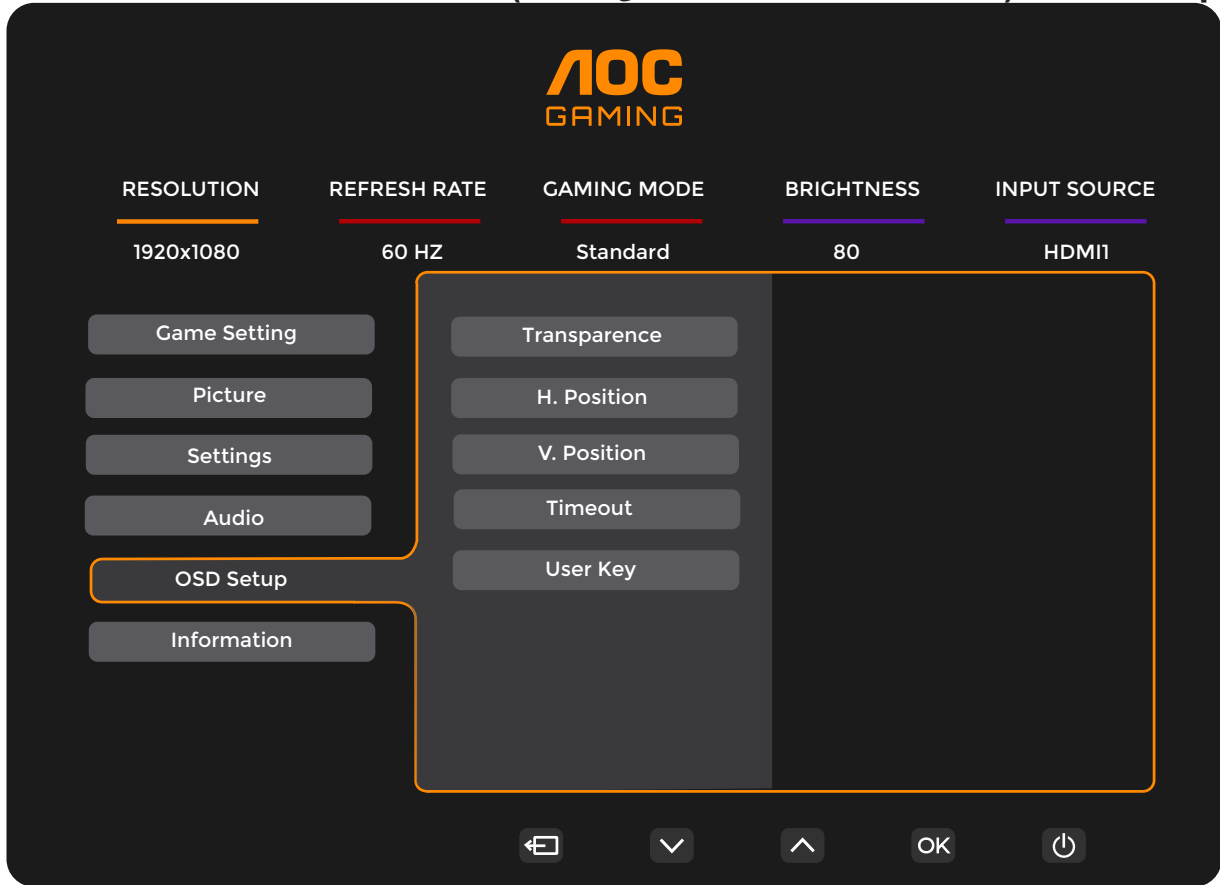 AOC
GAMING
RESOLUTION REFRESH RATE GAMING MODE BRIGHTNESS INPUT SOURCE
1920x1080 60 HZ Standard 80 HDMI1
Game Setting Transparence
Picture H. Position
Settings V. Position
Audio Timeout
OSD Setup User Key
Information
OK